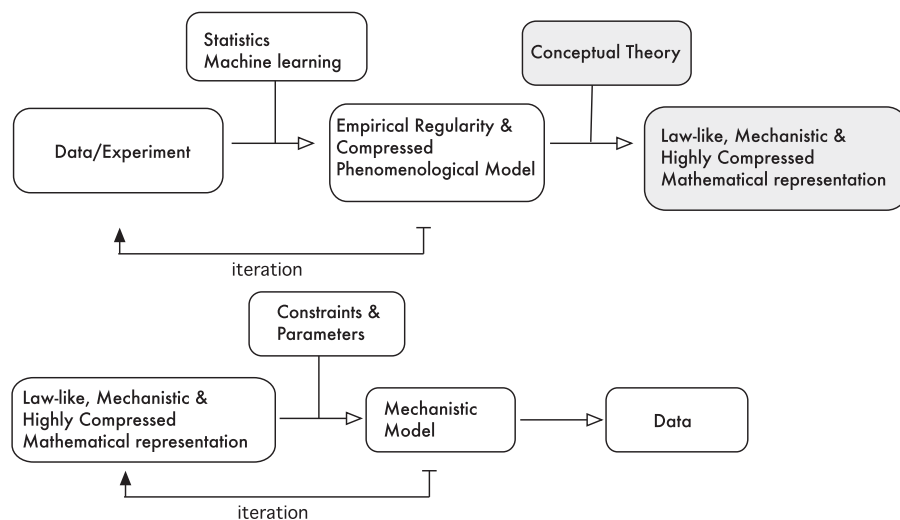 Statistics
Machine learning
Conceptual Theory
Data/Experiment
Empirical Regularity &
Compressed
Phenomenological Model
Law-like, Mechanistic &
Highly Compressed
Mathematical representation
iteration
Constraints &
Parameters
Law-like, Mechanistic &
Highly Compressed
Mathematical representation
Mechanistic
Model
Data
iteration